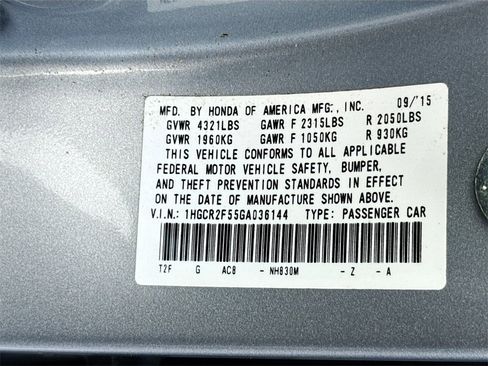 MFD. BY HONDA OF AMERICA MFG., INC. 09/'15
GVWR 4321LBS GAWR F 2315LBS R 2050LBS
GVWR 1960KG GAWR F 1050KG R 930KG
THIS VEHICLE CONFORMS TO ALL APPLICABLE
FEDERAL MOTOR VEHICLE SAFETY, BUMPER,
AND THEFT PREVENTION STANDARDS IN EFFECT
ON THE DATE OF MANUFACTURE SHOWN ABOVE.
V.I.N.: 1HGCR2F55GA036144 TYPE: PASSENGER CAR
T2F G AC8 - NH830M - Z - A